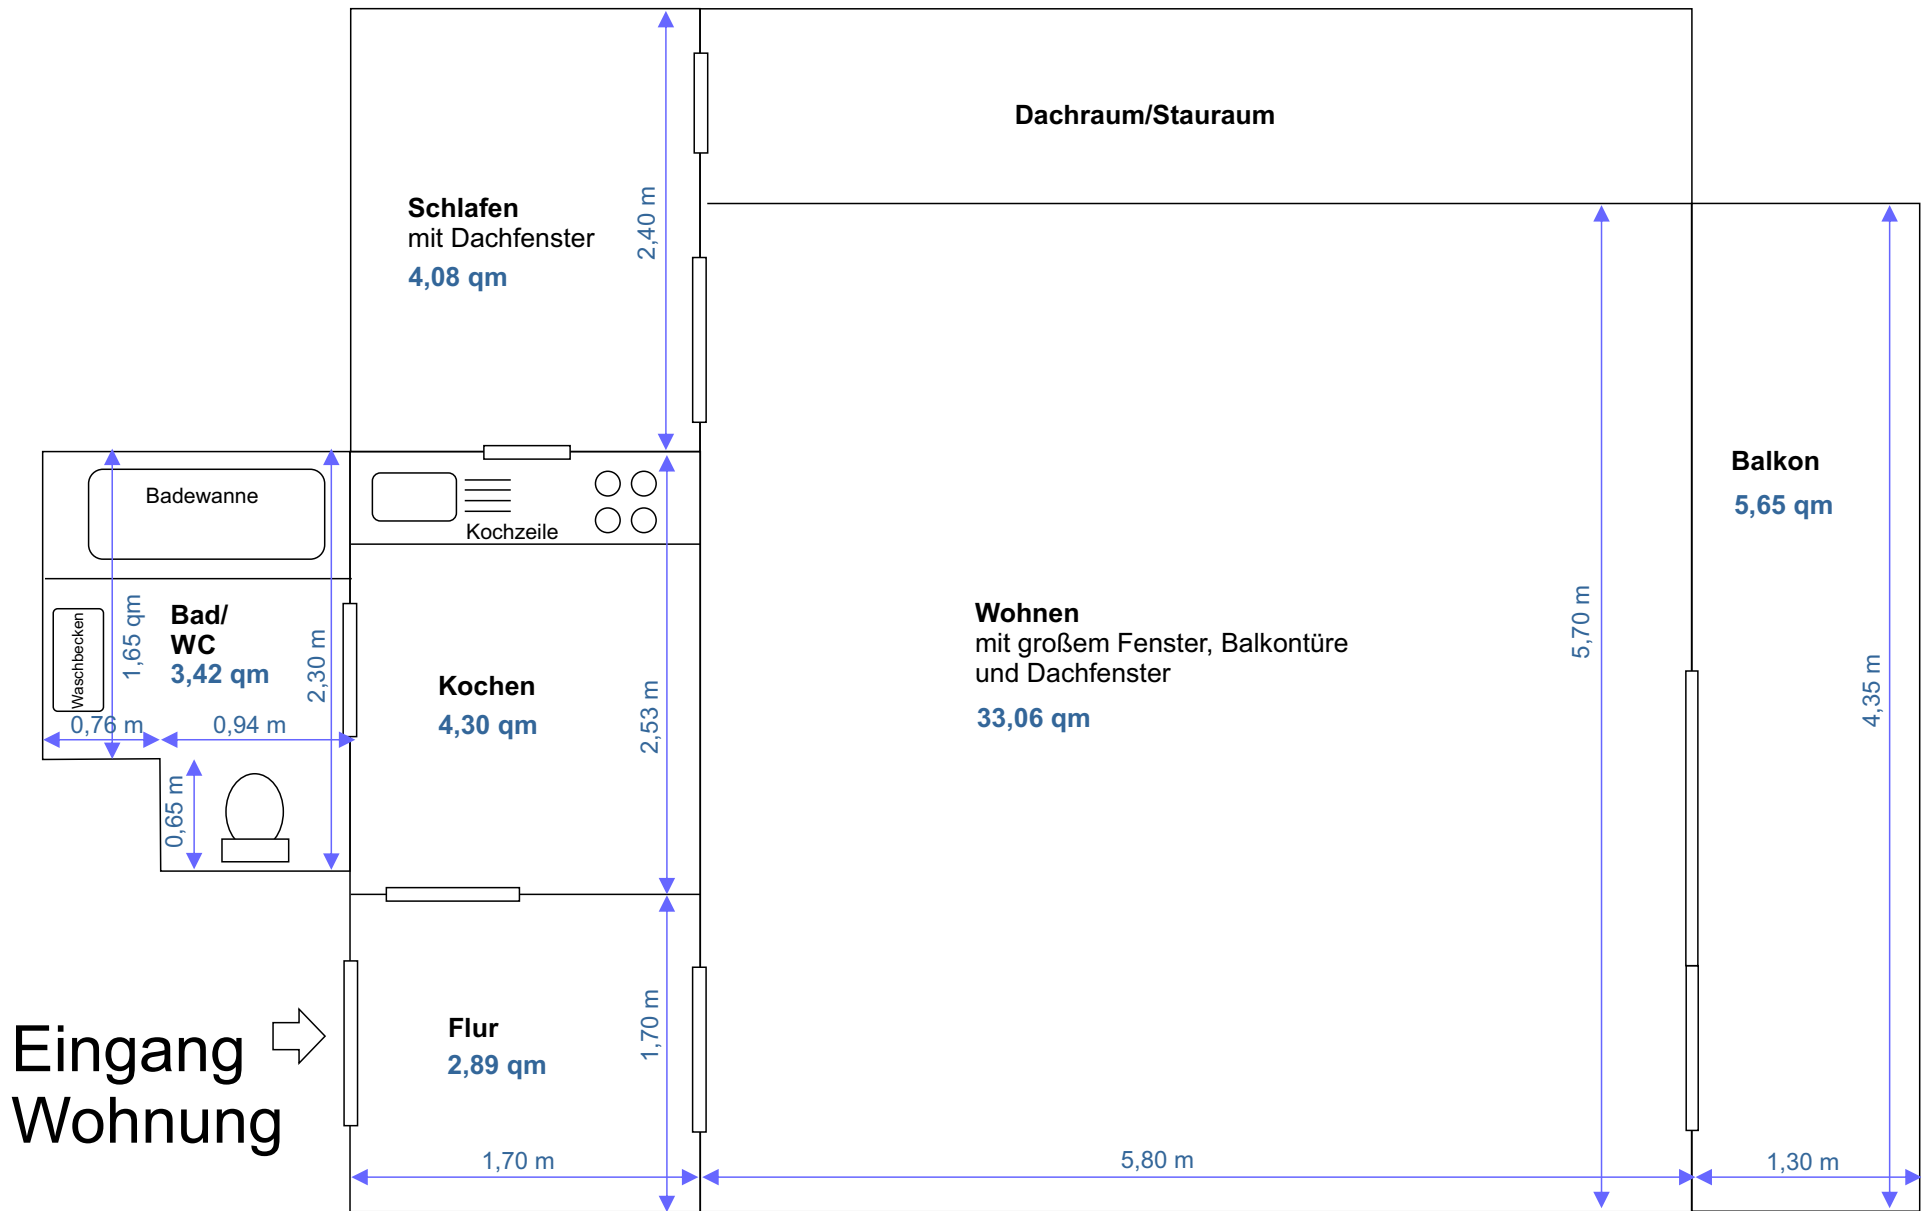 Dachraum/Stauraum
Schlafen
mit Dachfenster
4,08 qm
2,40 m
Badewanne
Kochzeile
Waschbecken
1,65 qm
Bad/
WC
3,42 qm
2,30 m
0,76 m
0,94 m
0,65 m
Kochen
4,30 qm
2,53 m
Wohnen
mit großem Fenster, Balkontüre
und Dachfenster
33,06 qm
5,70 m
Balkon
5,65 qm
4,35 m
Eingang
Wohnung
Flur
2,89 qm
1,70 m
1,70 m
5,80 m
1,30 m